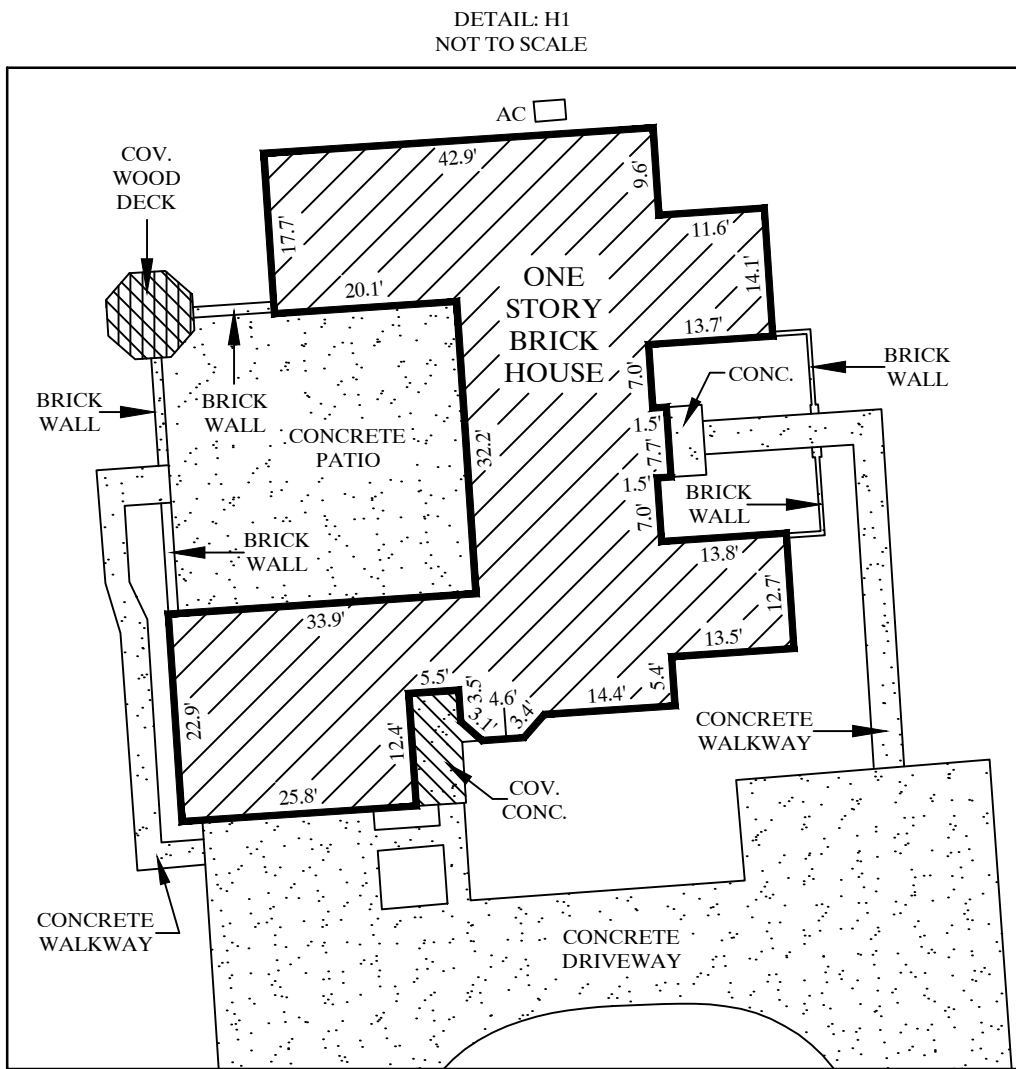 DETAIL: H1
NOT TO SCALE
AC
COV.
WOOD
DECK
42.9'
9.6'
17.7'
11.6'
14.1'
20.1'
ONE
STORY
BRICK
HOUSE
13.7'
BRICK
WALL
CONC.
7.0'
BRICK
WALL
BRICK
WALL
CONCRETE
PATIO
32.2'
1.5'
7.7'
1.5'
BRICK
WALL
7.0'
BRICK
WALL
13.8'
12.7'
33.9'
13.5'
5.5'
3.5'
4.6'
14.4'
5.4'
3.1'
3.4'
22.9'
12.4'
CONCRETE
WALKWAY
25.8'
COV.
CONC.
CONCRETE
WALKWAY
CONCRETE
DRIVEWAY